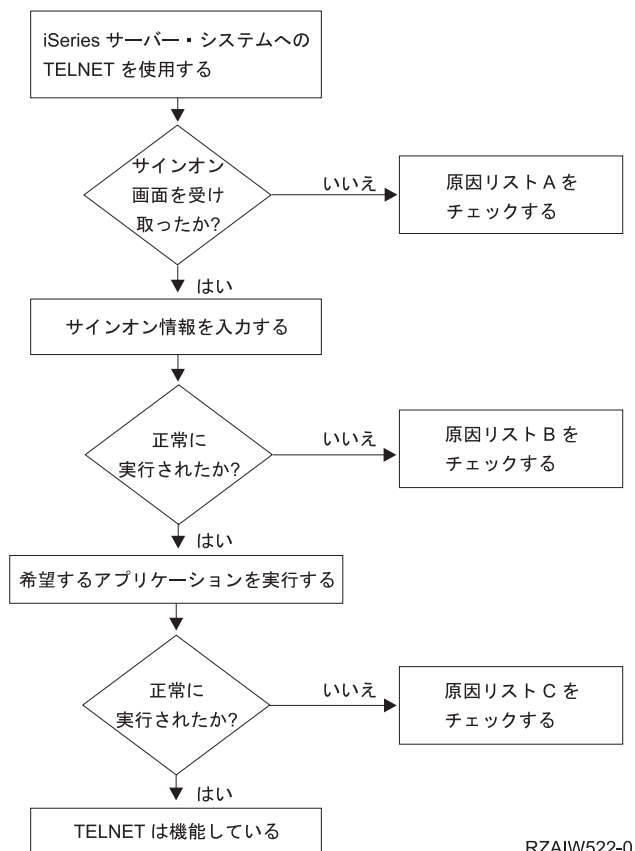 iSeries サーバー・システムへの
TELNET を使用する
サインオン
画面を受け
取ったか?
いいえ
原因リスト A を
チェックする
はい
サインオン情報を入力する
正常に
実行されたか?
いいえ
原因リスト B を
チェックする
はい
希望するアプリケーションを実行する
正常に
実行されたか?
いいえ
原因リスト C を
チェックする
はい
TELNET は機能している
RZAIW522-0